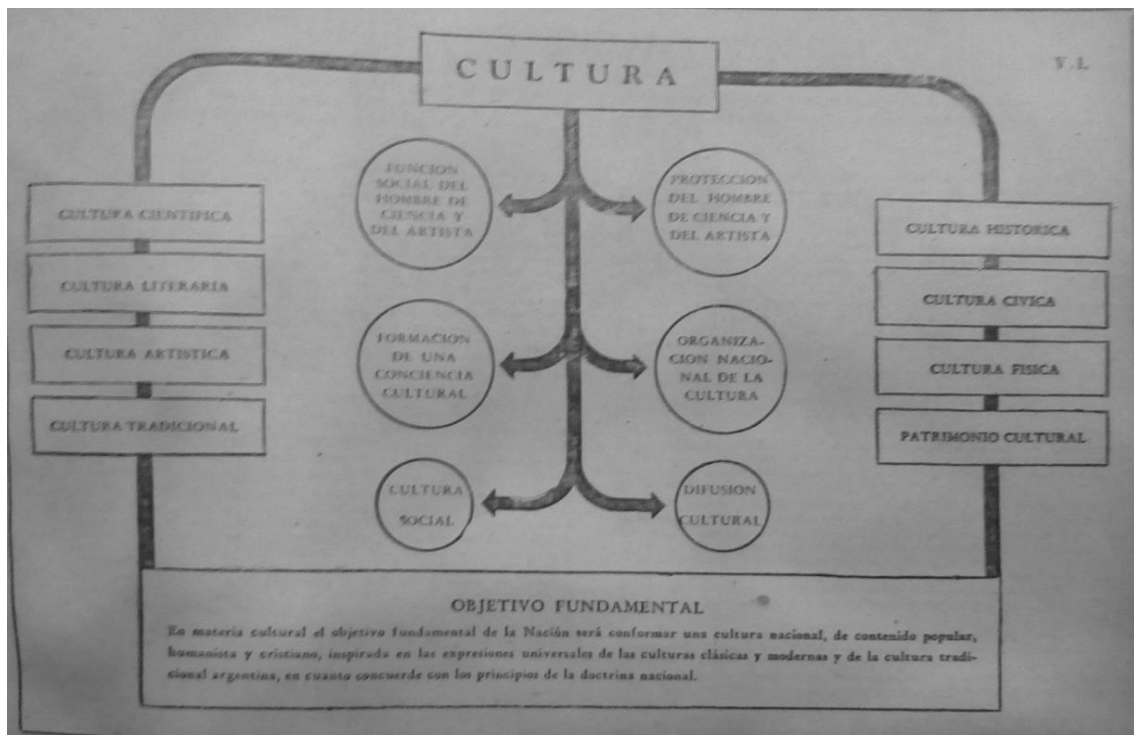 CULTURA
V.I.
CULTURA CIENTIFICA
CULTURA LITERARIA
CULTURA ARTISTICA
CULTURA TRADICIONAL
FUNCION
SOCIAL DEL
HOMBRE DE
CIENCIA Y
DEL ARTISTA
PROTECCION
DEL HOMBRE
DE CIENCIA Y
DEL ARTISTA
FORMACION
DE UNA
CONCIENCIA
CULTURAL
ORGANIZA-
CION NACIO-
NAL DE LA
CULTURA
CULTURA
SOCIAL
DIFUSION
CULTURAL
CULTURA HISTORICA
CULTURA CIVICA
CULTURA FISICA
PATRIMONIO CULTURAL
OBJETIVO FUNDAMENTAL
En materia cultural el objetivo fundamental de la Nación será conformar una cultura nacional, de contenido popular,
humanista y cristiano, inspirada en las expresiones universales de las culturas clásicas y modernas y de la cultura tradi-
cional argentina, en cuanto concuerde con los principios de la doctrina nacional.